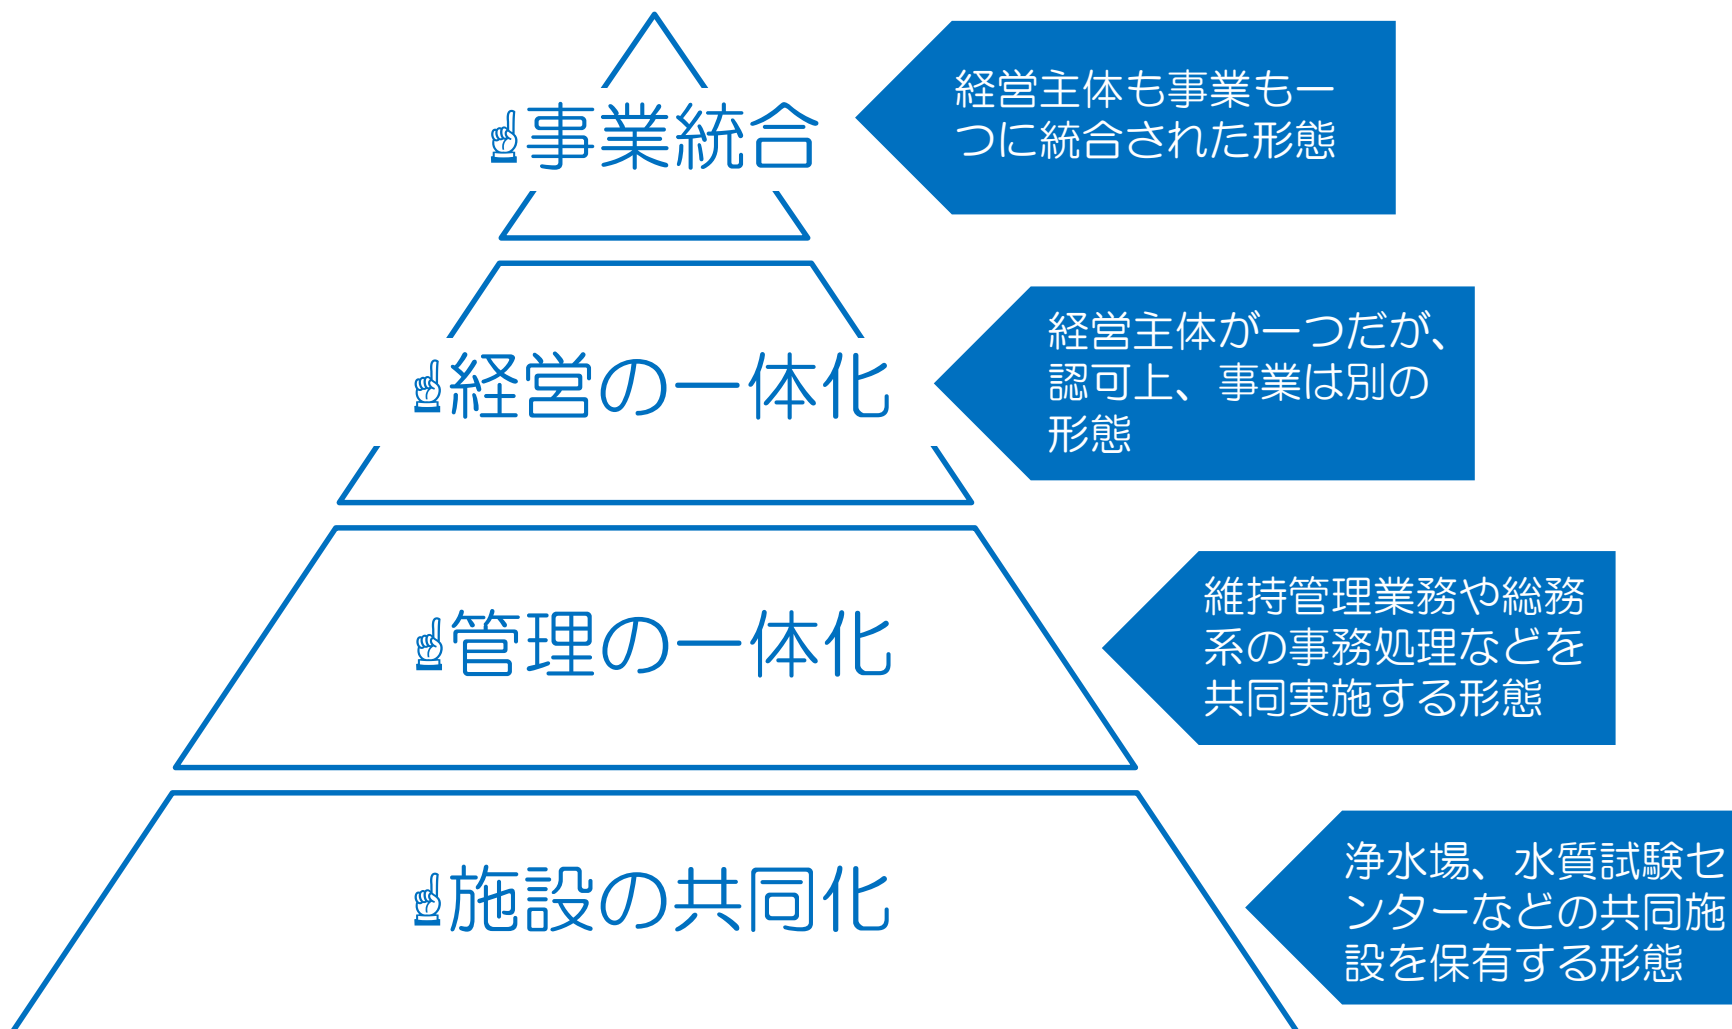 ☝事業統合
経営主体も事業も一
つに統合された形態
☝経営の一体化
経営主体が一つだが、
認可上、事業は別の
形態
☝管理の一体化
維持管理業務や総務
系の事務処理などを
共同実施する形態
☝施設の共同化
浄水場、水質試験セ
ンターなどの共同施
設を保有する形態